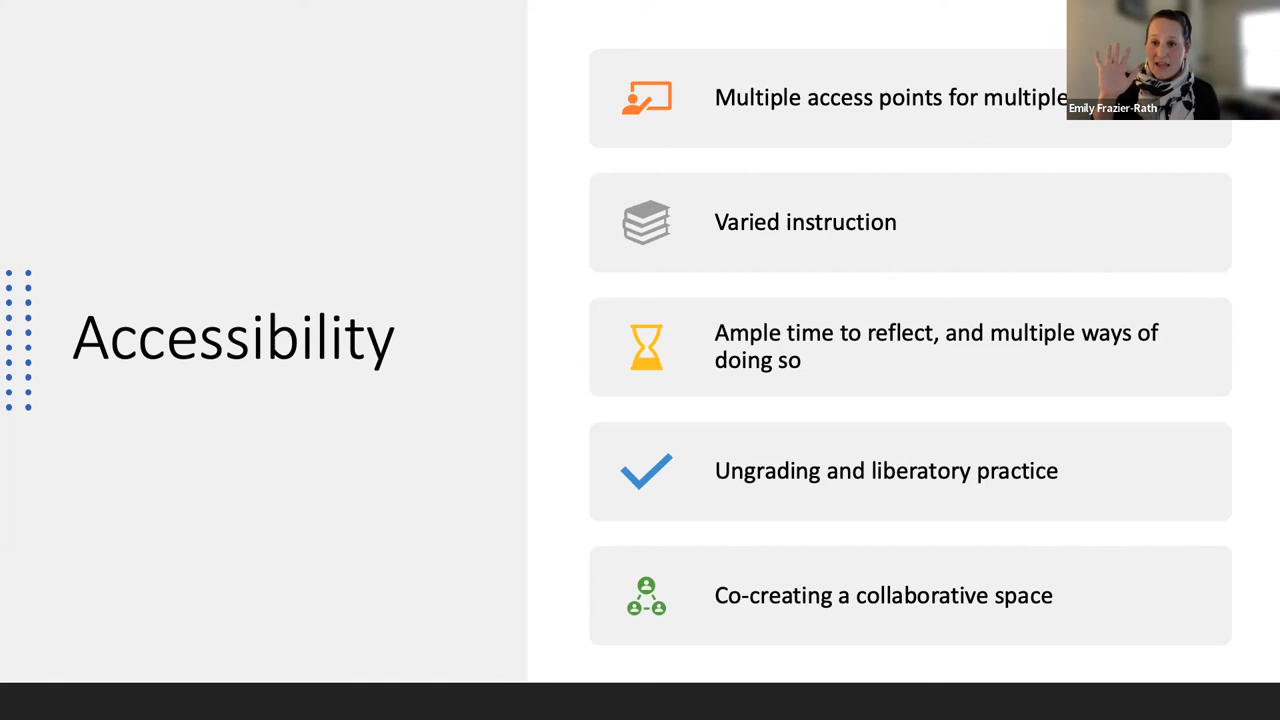 Accessibility
Multiple access points for multiple
Emily Frazier-Rath
Varied instruction
Ample time to reflect, and multiple ways of
doing so
Ungrading and liberatory practice
Co-creating a collaborative space